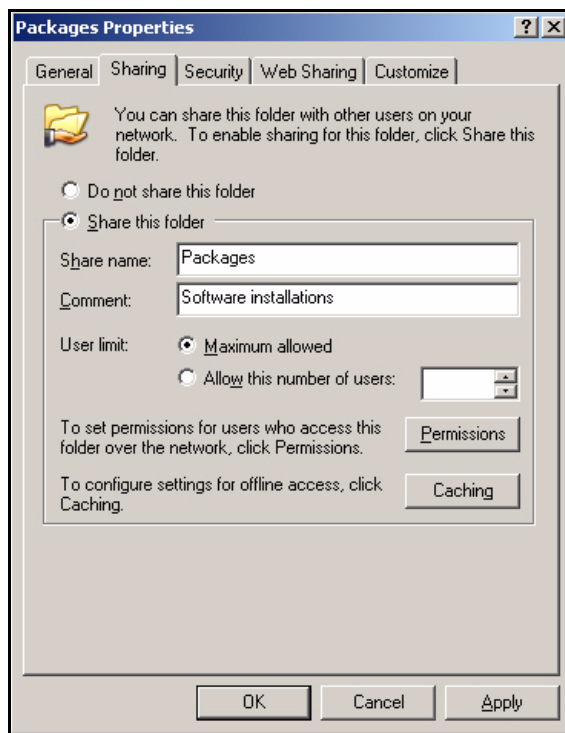 Packages Properties
General Sharing Security Web Sharing Customize
You can share this folder with other users on your
network. To enable sharing for this folder, click Share this
folder.
Do not share this folder
Share this folder
Share name: Packages
Comment: Software installations
User limit: Maximum allowed
Allow this number of users:
To set permissions for users who access this
folder over the network, click Permissions.
Permissions
To configure settings for offline access, click
Caching.
Caching
OK Cancel Apply